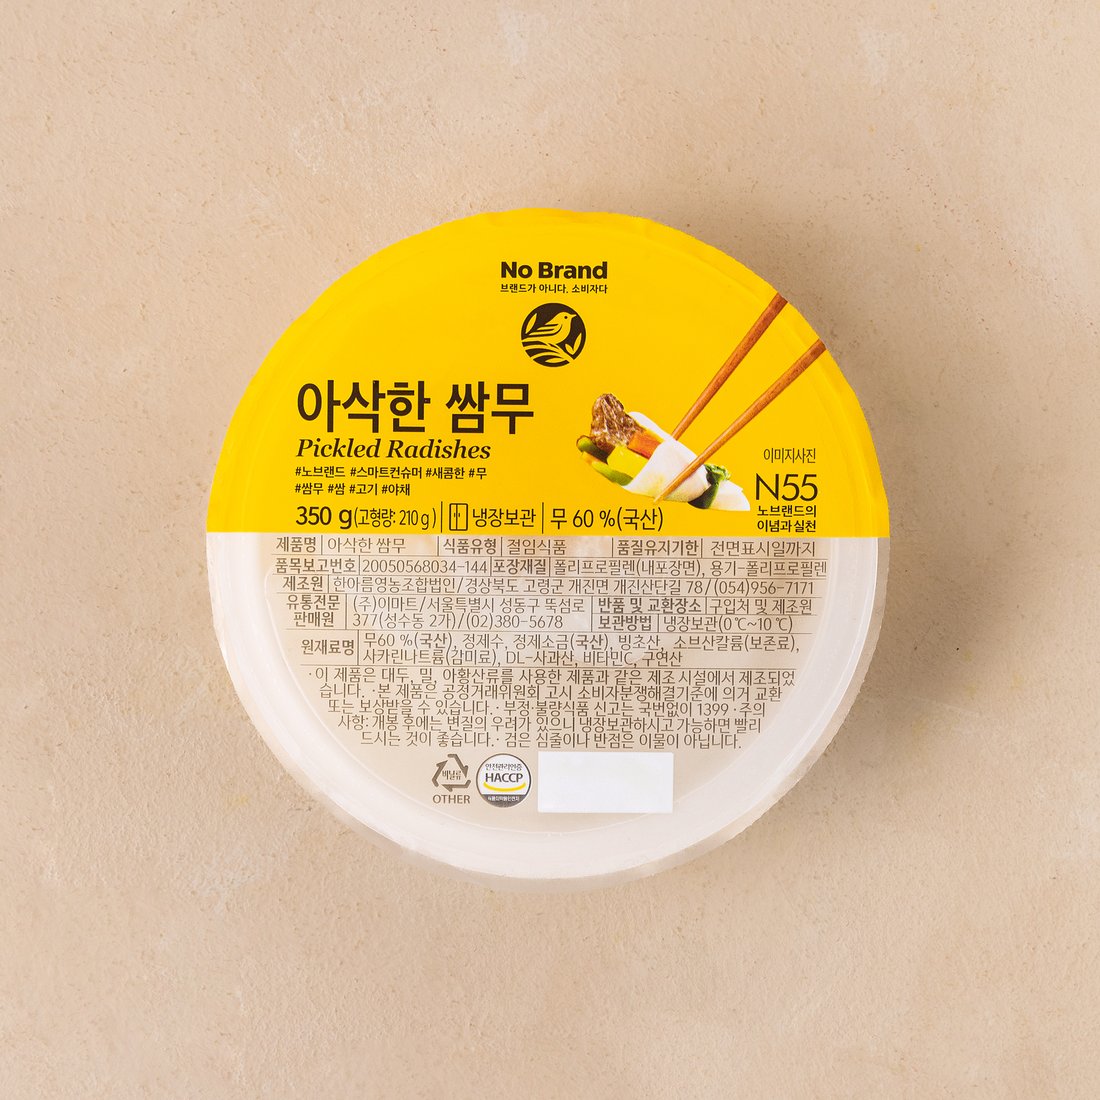 No Brand
브랜드가 아니다. 소비자다
아삭한 쌈무
Pickled Radishes
#노브랜드 #스마트컨슈머 #새콤한 #무
#쌈무 #쌈 #고기 #야채
350 g(고형량: 210 g) 냉장보관 무 60 %(국산)
이미지사진
N55
노브랜드의
이념과 실천
제품명 아삭한 쌈무 식품유형 절임식품 품질유지기한 전면표시일까지
품목보고번호 20050568034-144 포장재질 폴리프로필렌(내포장면), 용기-폴리프로필렌
제조원 한아름영농조합법인/경상북도 고령군 개진면 개진산단길 78/(054)956-7171
유통전문판매원 (주)이마트/서울특별시 성동구 뚝섬로 377(성수동 2가)/(02)380-5678
반품 및 교환장소 구입처 및 제조원
보관방법 냉장보관(0℃~10℃)
원재료명 무60 %(국산), 정제수, 정제소금(국산), 빙초산, 소브산칼륨(보존료),
사카린나트륨(감미료), DL-사과산, 비타민C, 구연산
·이 제품은 대두, 밀, 아황산류를 사용한 제품과 같은 제조 시설에서 제조되었
습니다. ·본 제품은 공정거래위원회 고시 소비자분쟁해결기준에 의거 교환
또는 보상받을 수 있습니다.·부정·불량식품 신고는 국번없이 1399 ·주의
사항: 개봉 후에는 변질의 우려가 있으니 냉장보관하시고 가능하면 빨리
드시는 것이 좋습니다.·검은 심줄이나 반점은 이물이 아닙니다.
비닐류
OTHER
안전관리인증
HACCP
식품의약품안전처